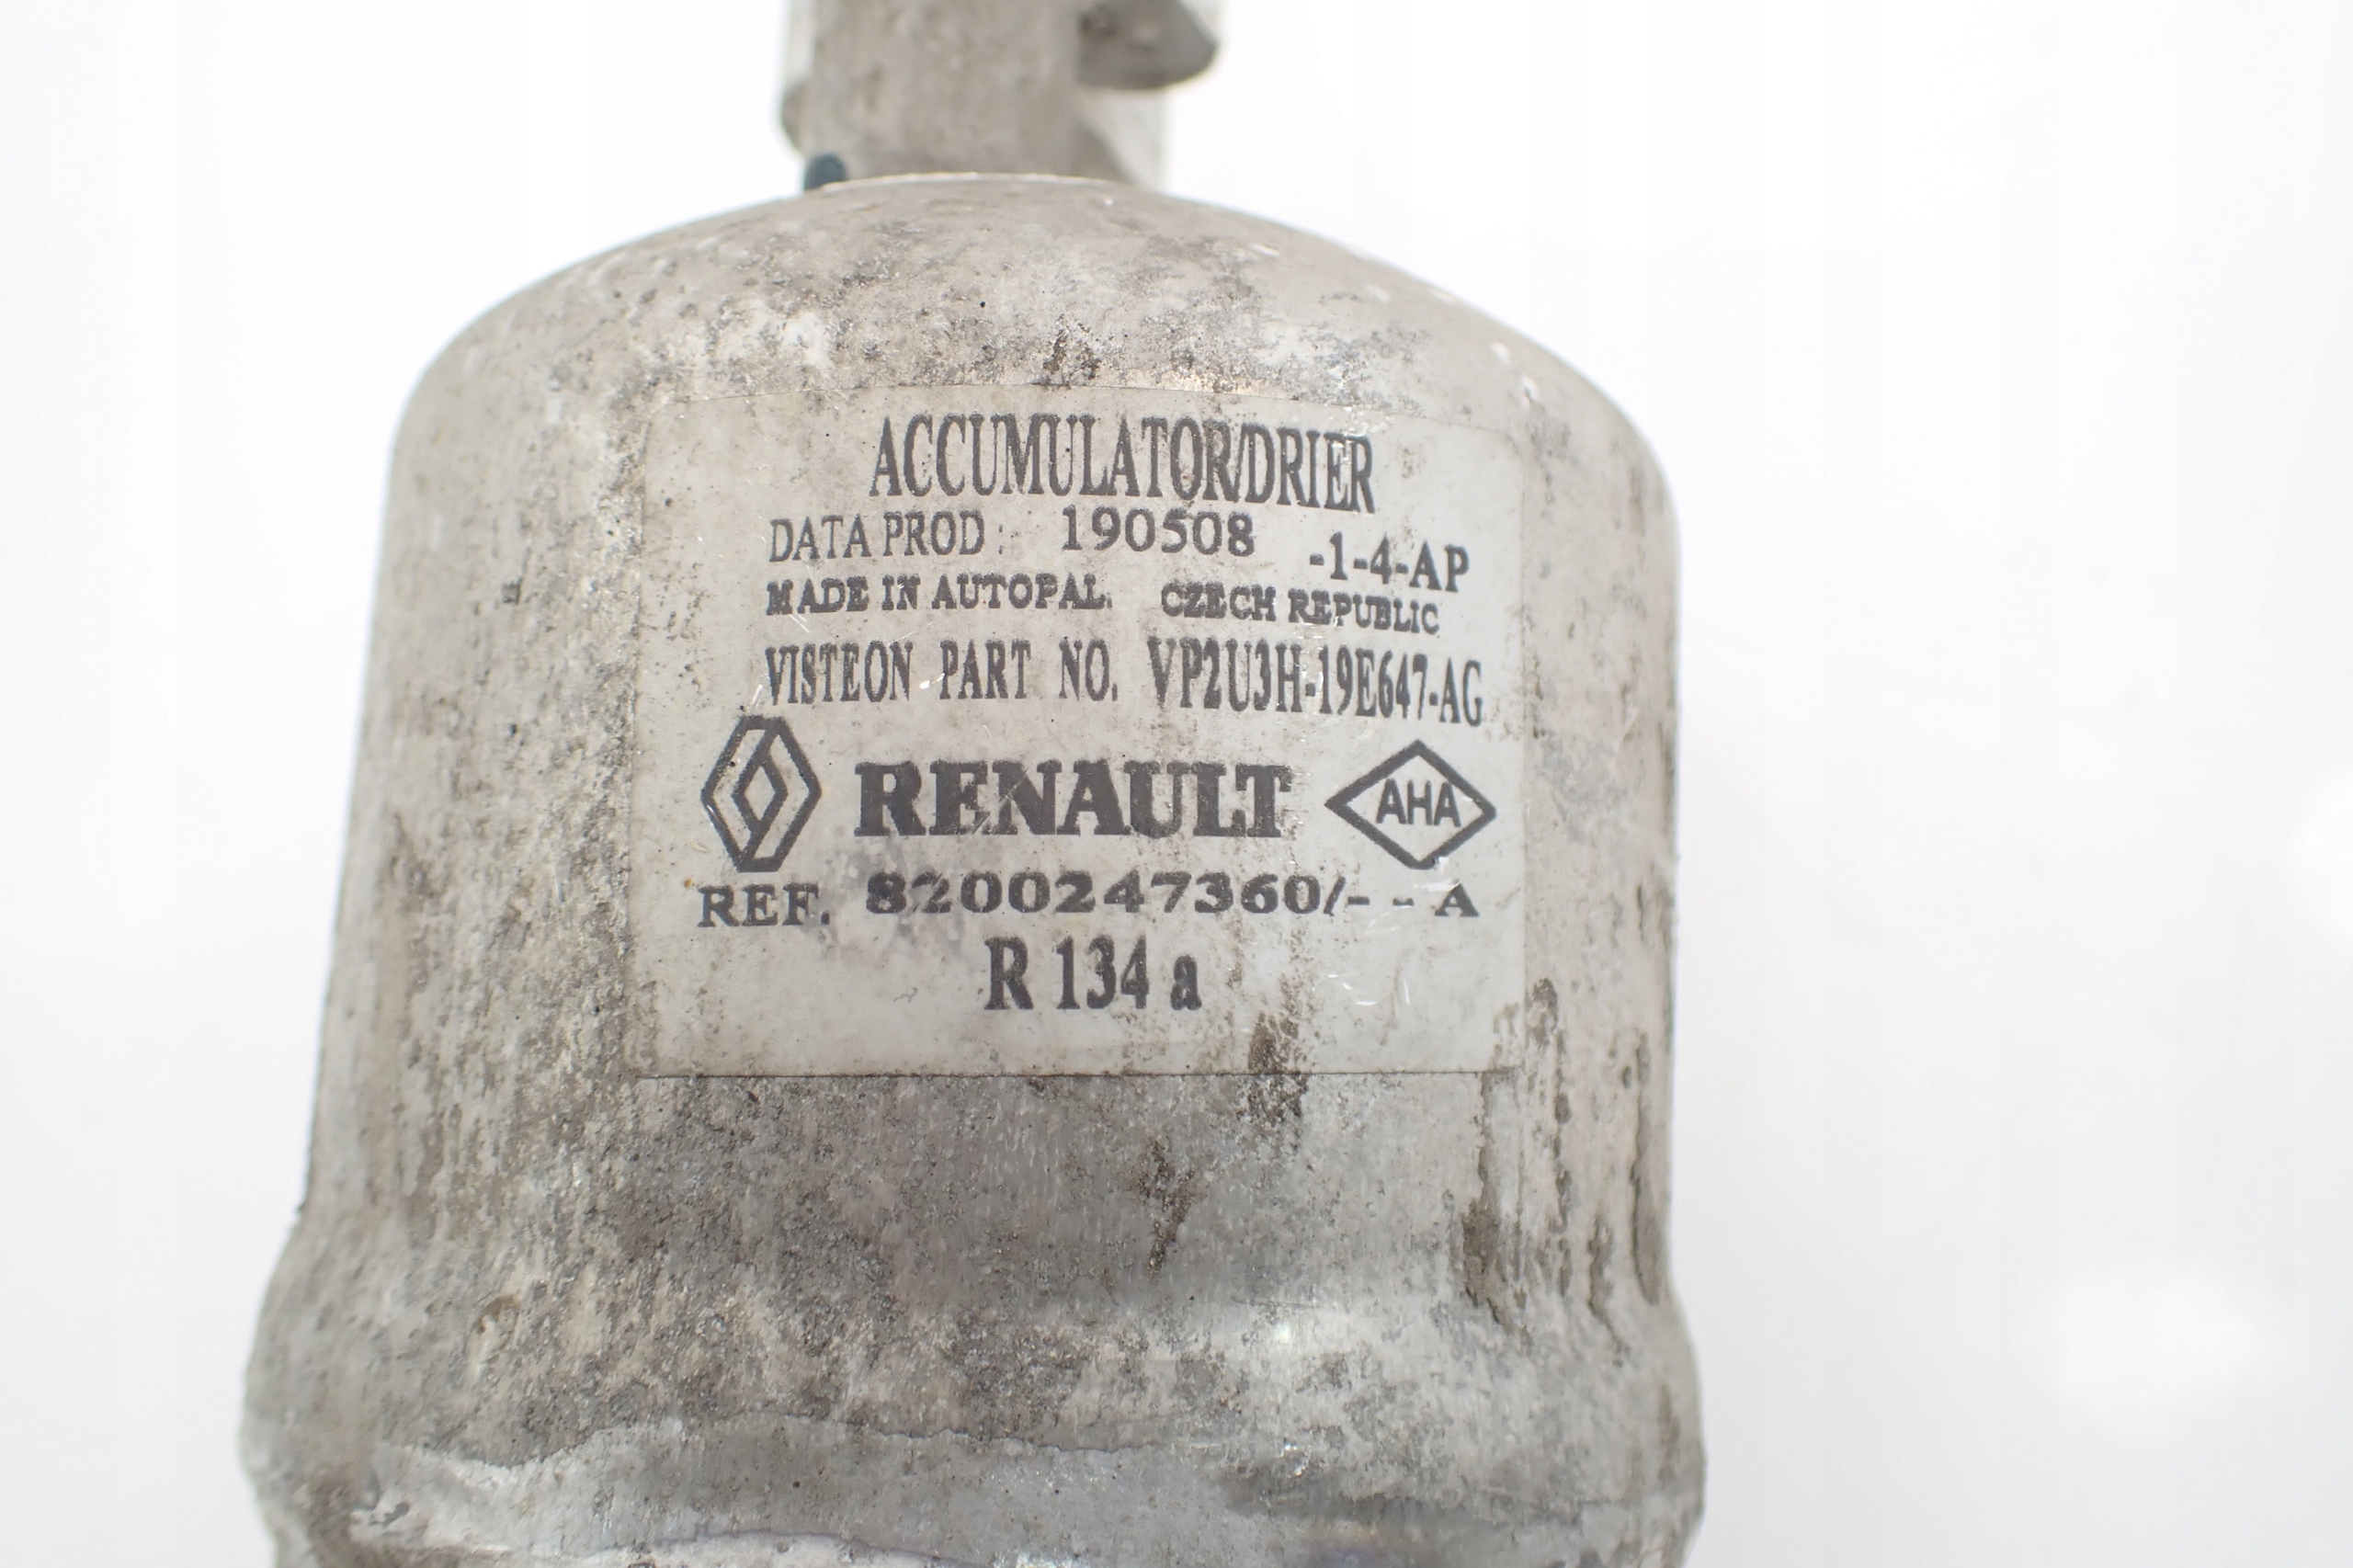 ACCUMULATOR/DRIER
DATA PROD: 190508 -1-4-AP
MADE IN AUTOPAL. CZECH REPUBLIC
VISTEON PART NO. VP2U3H-19E647-AG
RENAULT AHA
REF. 8200247360/- - A
R 134 a